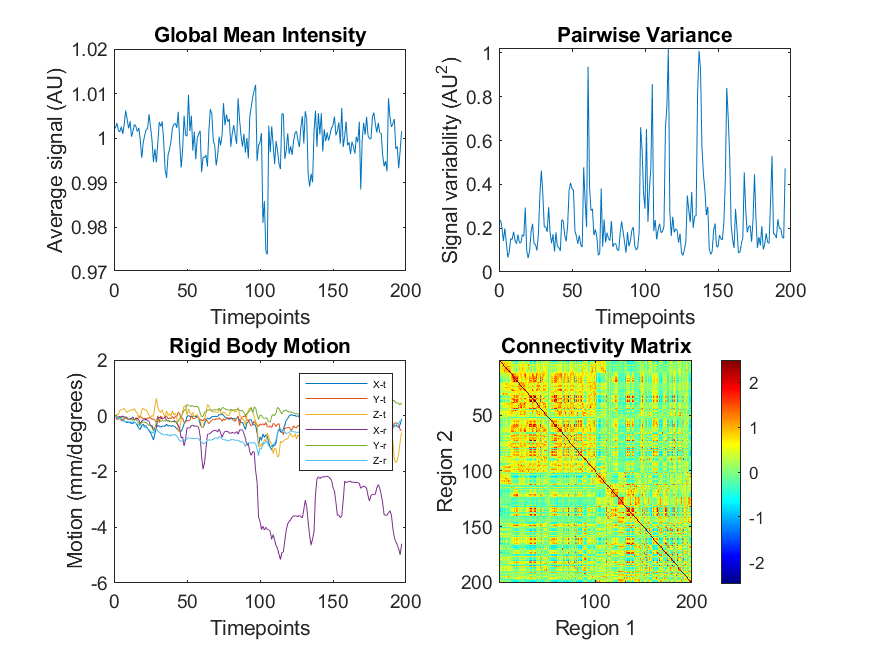 Global Mean Intensity
Average signal (AU)
1.02
1.01
1
0.99
0.98
0.97
0
50
100
150
200
Timepoints
Pairwise Variance
Signal variability (AU²)
1
0.8
0.6
0.4
0.2
0
0
50
100
150
200
Timepoints
Rigid Body Motion
Motion (mm/degrees)
2
0
-2
-4
-6
0
50
100
150
200
Timepoints
X-t
Y-t
Z-t
X-r
Y-r
Z-r
Connectivity Matrix
Region 2
50
100
150
200
100
200
Region 1
2
1
0
-1
-2